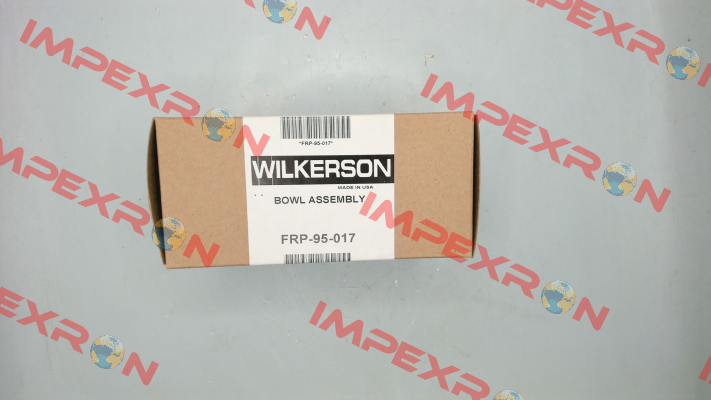 *FRP-95-017*
WILKERSON
MADE IN USA
BOWL ASSEMBLY
FRP-95-017
IMPEXRON
IMPEXRON
IMPEXRON
IMPEXRON
IMPEXRON
IMPEXRON
IMPEXRON
IMPEXRON